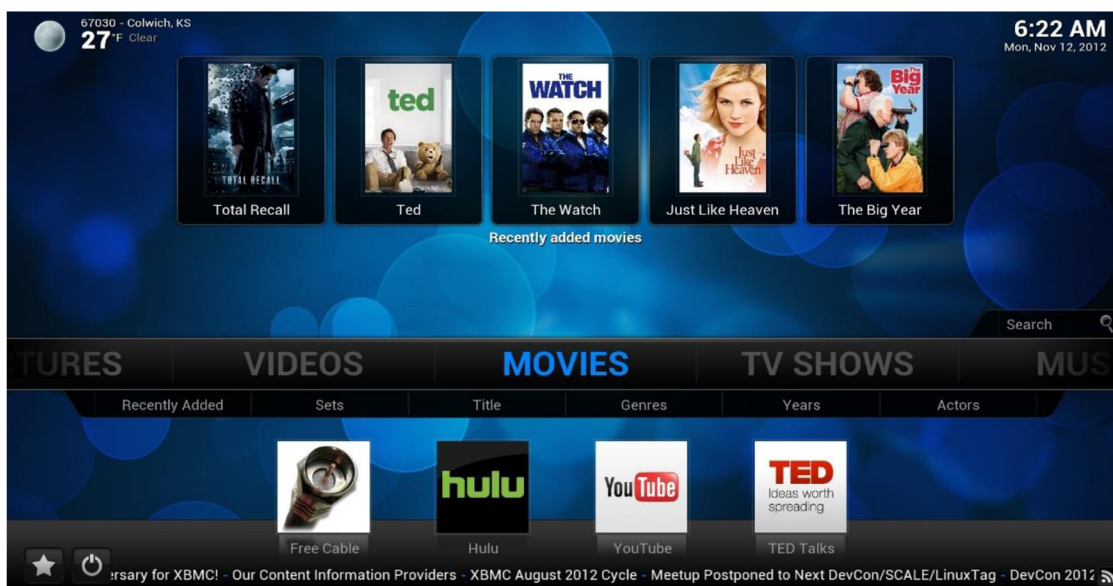 67030 - Colwich, KS
27°F Clear
6:22 AM
Mon, Nov 12, 2012
TOTAL RECALL
ted
THE
WATCH
Just
Like
Heaven
The
Big
Year
Total Recall
Ted
The Watch
Just Like Heaven
The Big Year
Recently added movies
Search
TURES
VIDEOS
MOVIES
TV SHOWS
MUS
Recently Added
Sets
Title
Genres
Years
Actors
hulu
YouTube
TED
Ideas worth
spreading
Free Cable
Hulu
YouTube
TED Talks
ersary for XBMC! - Our Content Information Providers - XBMC August 2012 Cycle - Meetup Postponed to Next DevCon/SCALE/LinuxTag - DevCon 2012